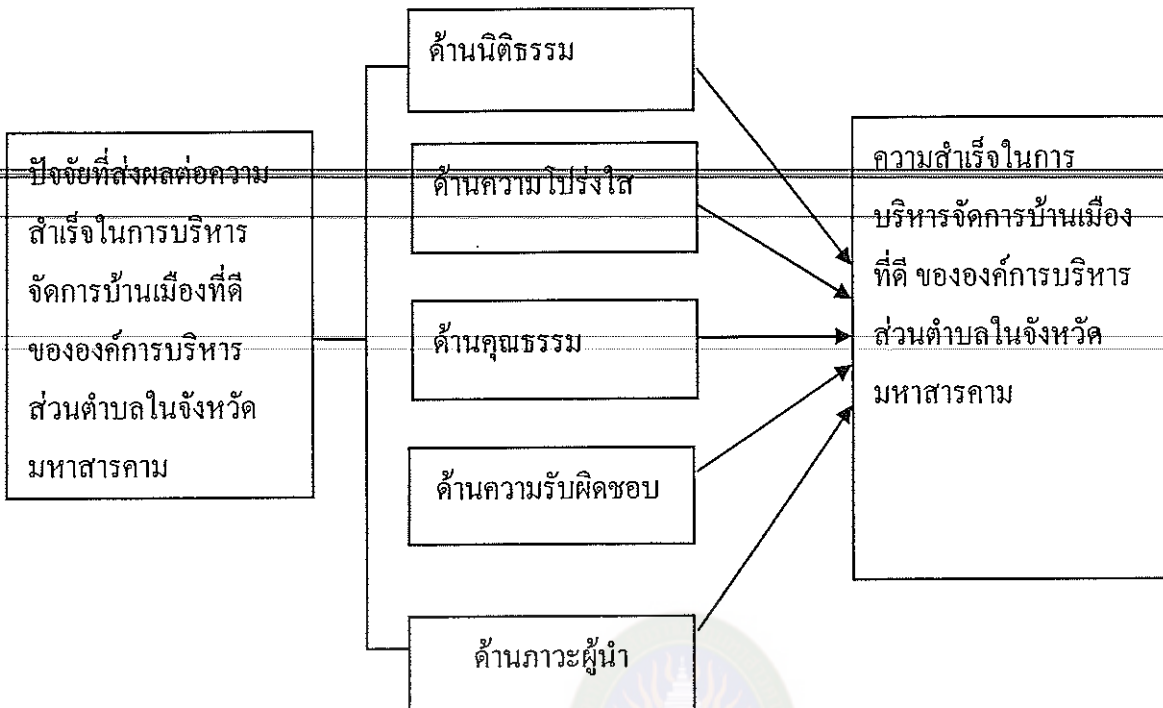 ปัจจัยที่ส่งผลต่อความ
สำเร็จในการบริหาร
จัดการบ้านเมืองที่ดี
ขององค์การบริหาร
ส่วนตำบลในจังหวัด
มหาสารคาม
ด้านนิติธรรม
ด้านความโปร่งใส
ด้านคุณธรรม
ด้านความรับผิดชอบ
ด้านภาวะผู้นำ
ความสำเร็จในการ
บริหารจัดการบ้านเมือง
ที่ดี ขององค์การบริหาร
ส่วนตำบลในจังหวัด
มหาสารคาม